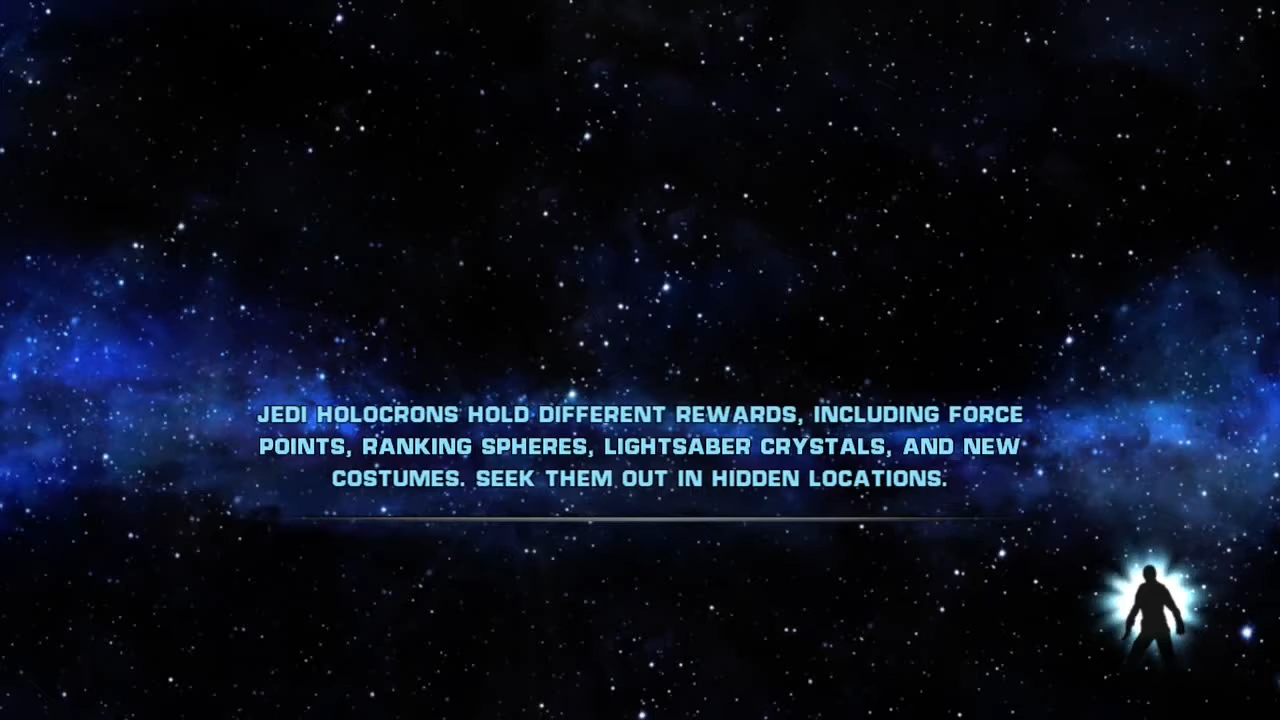 JEDI HOLOCRONS HOLD DIFFERENT REWARDS, INCLUDING FORCE
POINTS, RANKING SPHERES, LIGHTSABER CRYSTALS, AND NEW
COSTUMES. SEEK THEM OUT IN HIDDEN LOCATIONS.